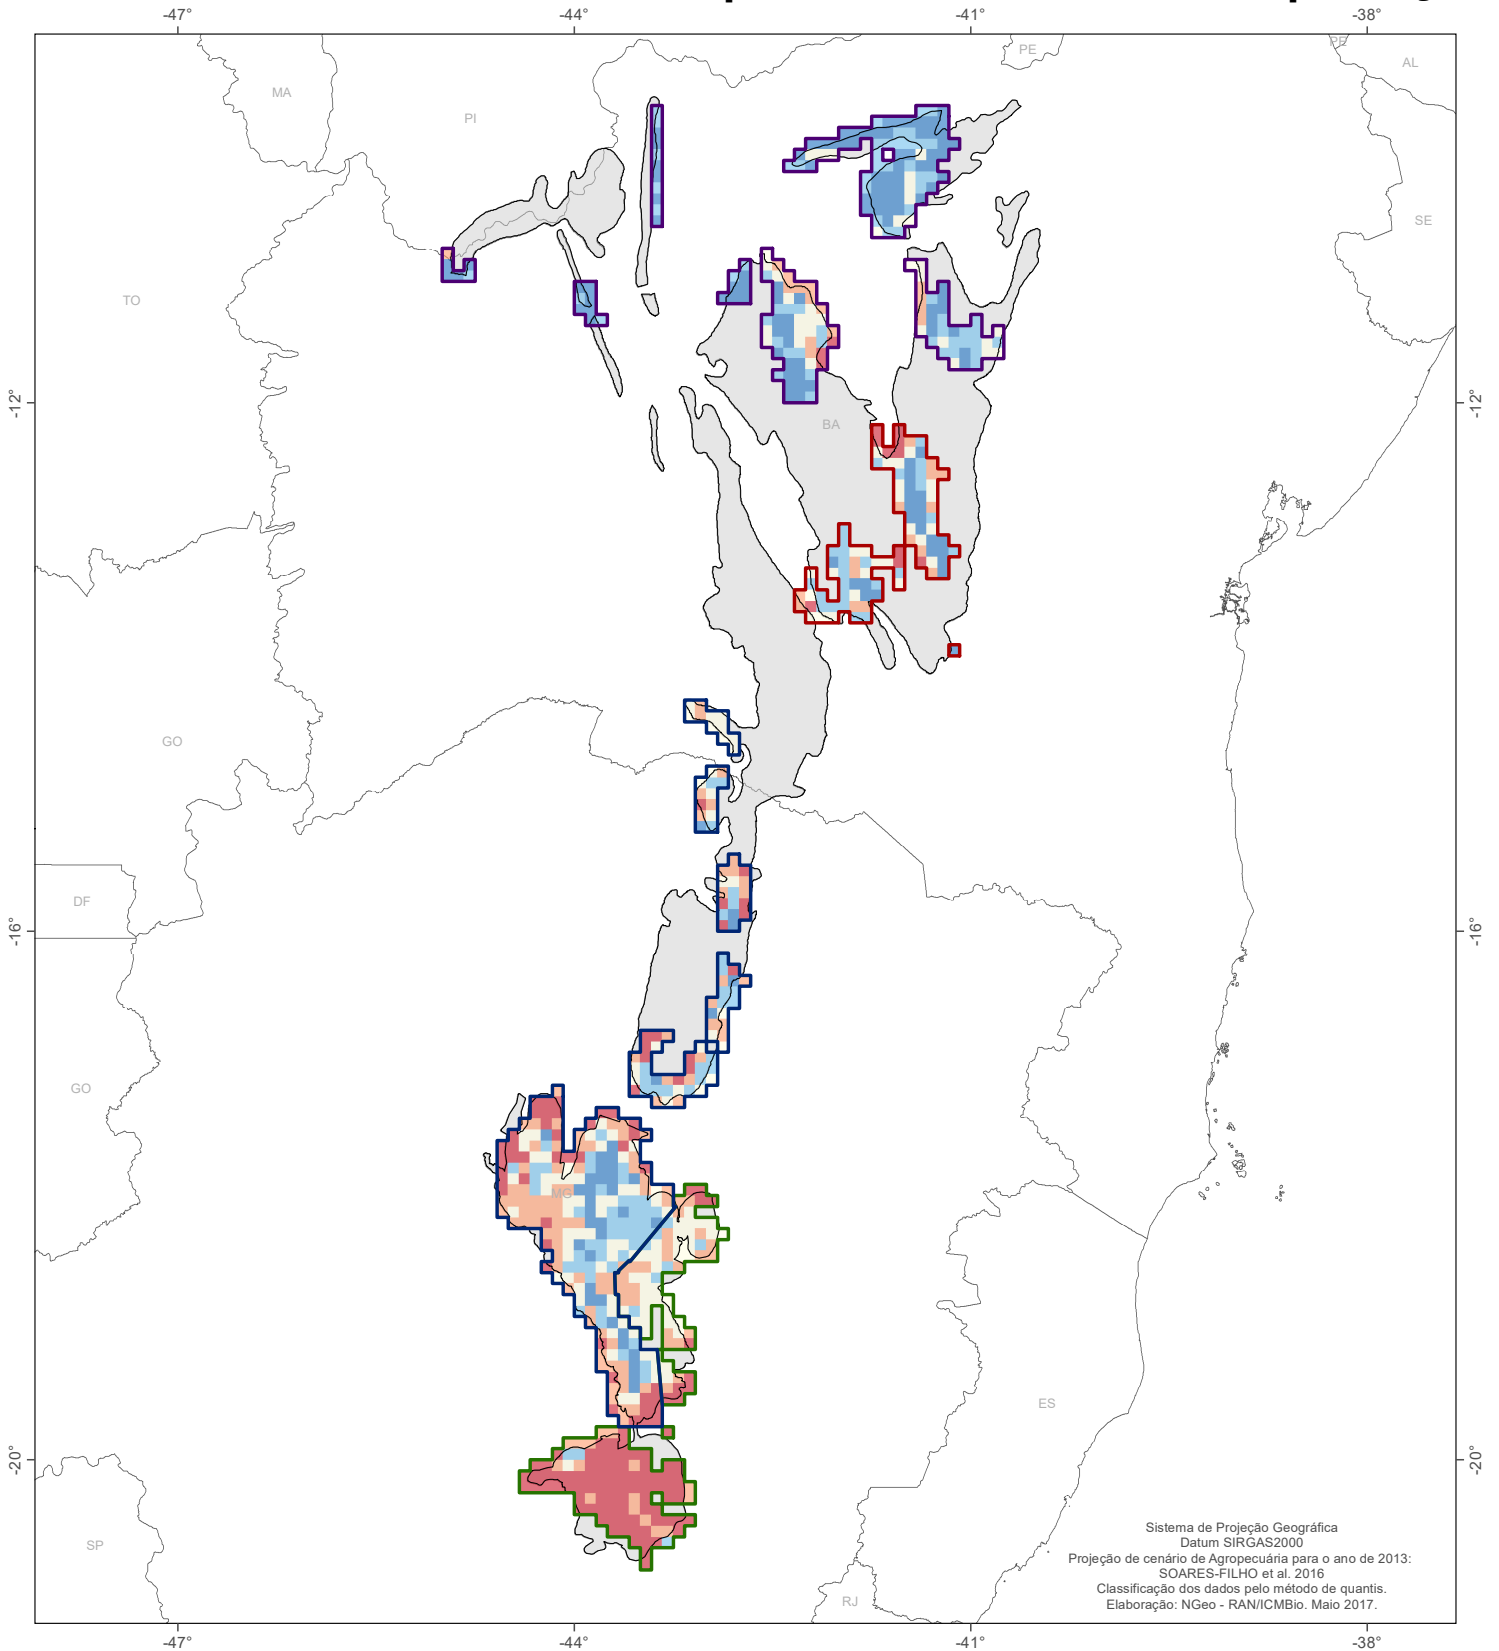 -47° -44° -41° -38°
PE
PE
AL
MA
PI
SE
TO
-12° -12°
BA
GO
DF
-16° -16°
GO
MG
ES
-20° -20°
SP
RJ
Sistema de Projeção Geográfica
Datum SIRGAS2000
Projeção de cenário de Agropecuária para o ano de 2013:
SOARES-FILHO et al. 2016
Classificação dos dados pelo método de quantis.
Elaboração: NGeo - RAN/ICMBio. Maio 2017.
-47° -44° -41° -38°